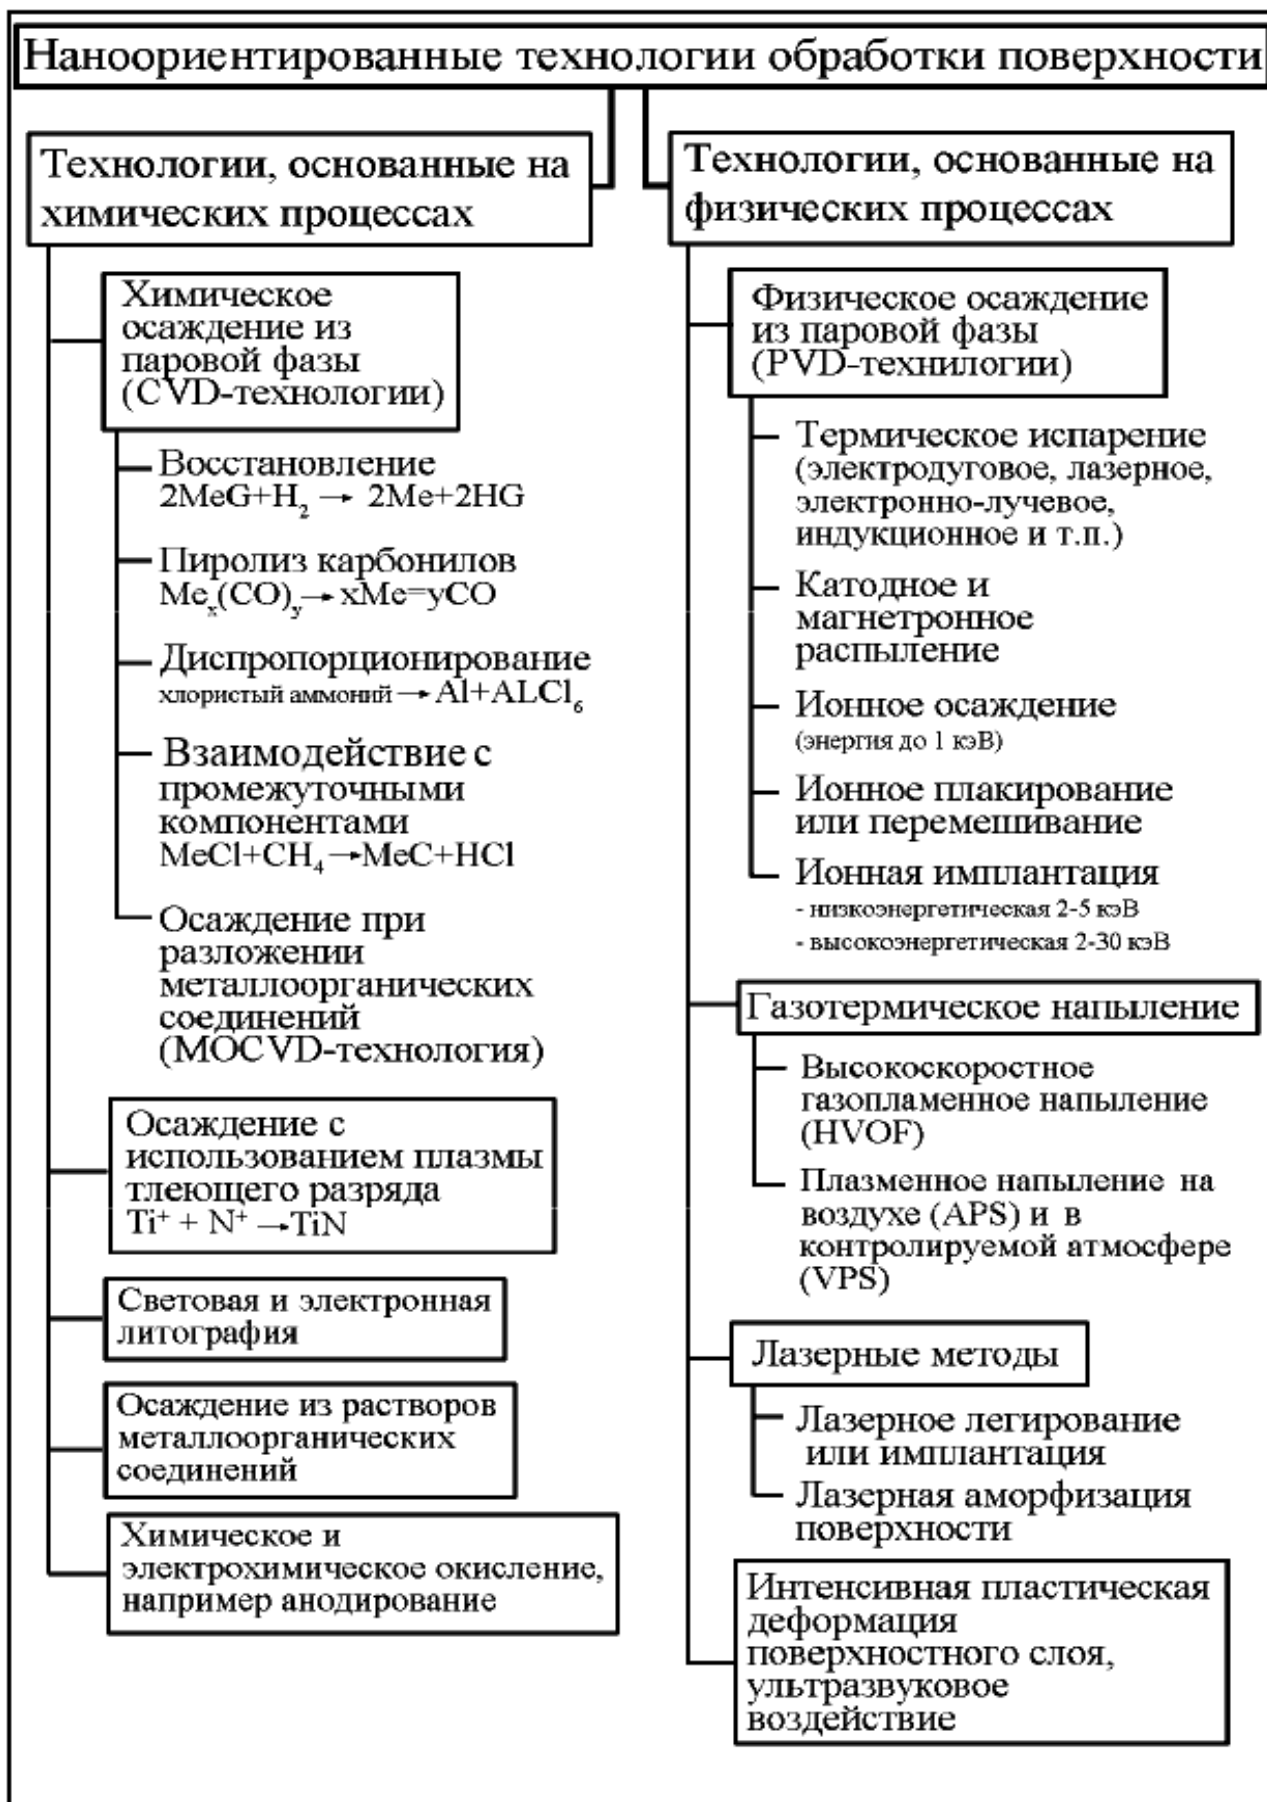 Наноориентированные технологии обработки поверхности
Технологии, основанные на
химических процессах
Химическое
осаждение из
паровой фазы
(CVD-технологии)
Восстановление
2MeG+H₂ → 2Me+2HG
Пиролиз карбонилов
Meₓ(CO)ᵧ→ xMe=yCO
Диспропорционирование
хлористый аммоний → Al+ALCl₆
Взаимодействие с
промежуточными
компонентами
MeCl+CH₄→MeC+HCl
Осаждение при
разложении
металлоорганических
соединений
(MOCVD-технология)
Осаждение с
использованием плазмы
тлеющего разряда
Ti⁺ + N⁺ →TiN
Световая и электронная
литография
Осаждение из растворов
металлоорганических
соединений
Химическое и
электрохимическое окисление,
например анодирование
Технологии, основанные на
физических процессах
Физическое осаждение
из паровой фазы
(PVD-технилогии)
Термическое испарение
(электродуговое, лазерное,
электронно-лучевое,
индукционное и т.п.)
Катодное и
магнетронное
распыление
Ионное осаждение
(энергия до 1 кэВ)
Ионное плакирование
или перемешивание
Ионная имплантация
- низкоэнергетическая 2-5 кэВ
- высокоэнергетическая 2-30 кэВ
Газотермическое напыление
Высокоскоростное
газопламенное напыление
(HVOF)
Плазменное напыление на
воздухе (APS) и в
контролируемой атмосфере
(VPS)
Лазерные методы
Лазерное легирование
или имплантация
Лазерная аморфизация
поверхности
Интенсивная пластическая
деформация
поверхностного слоя,
ультразвуковое
воздействие